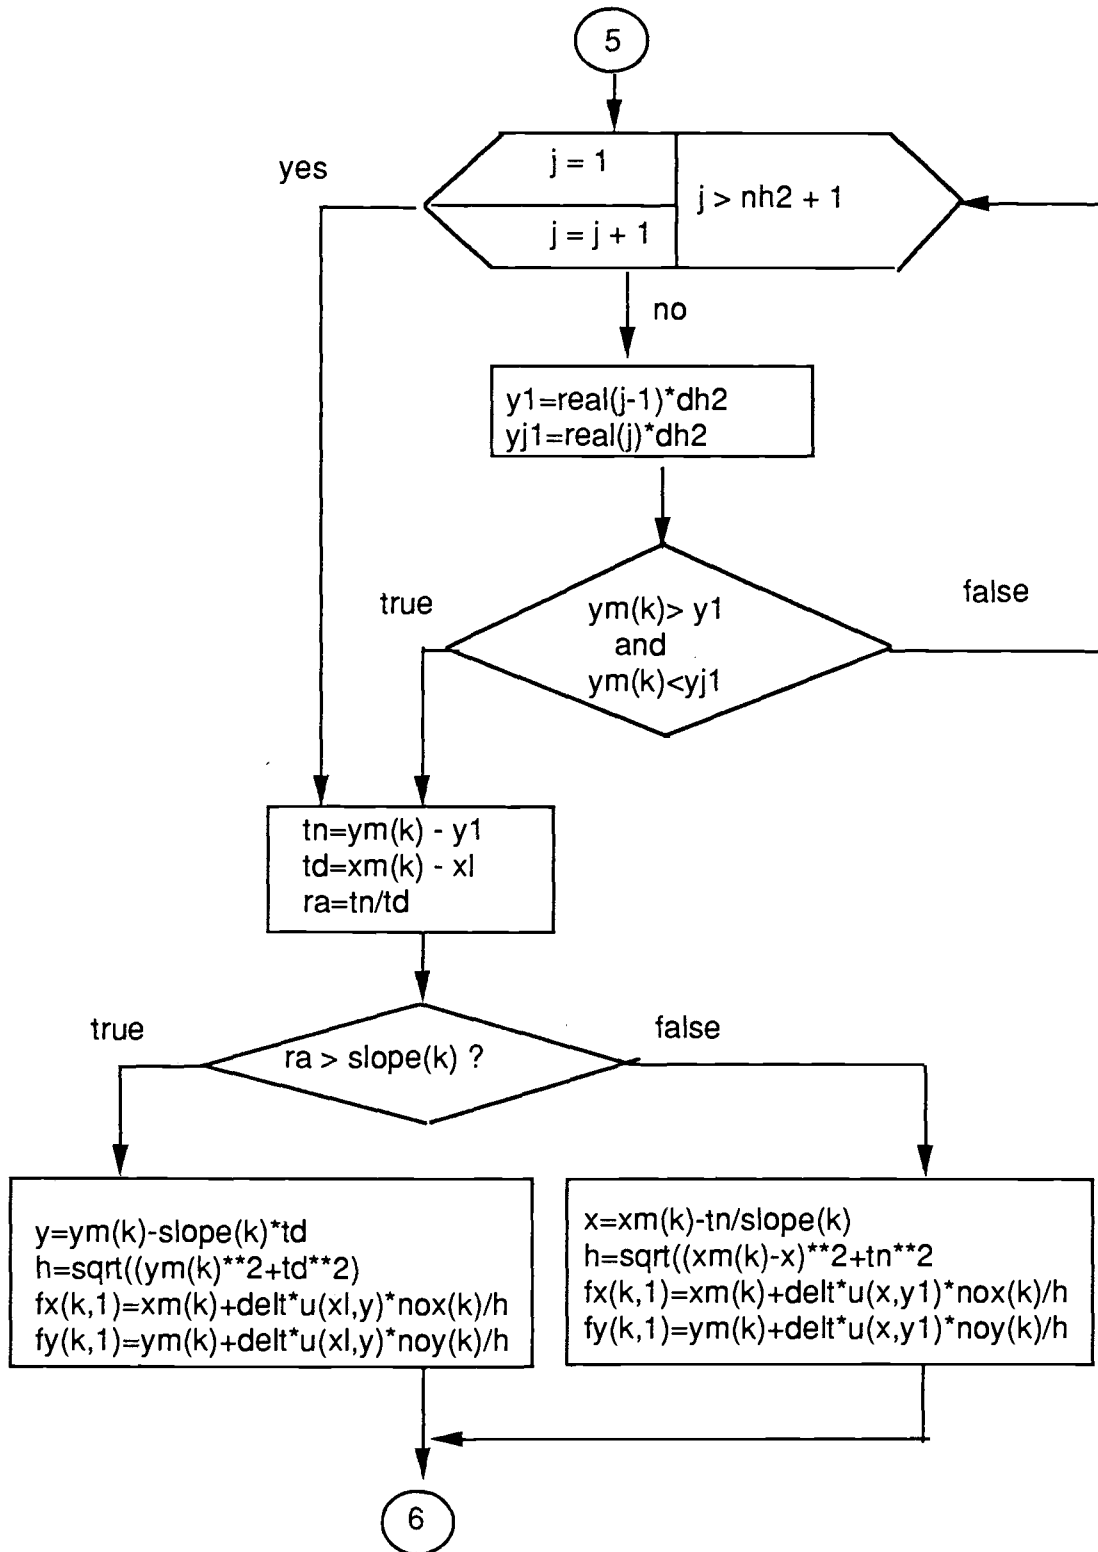 5
yes
j = 1
j > nh2 + 1
j = j + 1
no
y1=real(j-1)*dh2
yj1=real(j)*dh2
true
false
ym(k)> y1
and
ym(k)<yj1
tn=ym(k) - y1
td=xm(k) - xl
ra=tn/td
true
false
ra > slope(k) ?
y=ym(k)-slope(k)*td
h=sqrt((ym(k)**2+td**2)
fx(k,1)=xm(k)+delt*u(xl,y)*nox(k)/h
fy(k,1)=ym(k)+delt*u(xl,y)*noy(k)/h
x=xm(k)-tn/slope(k)
h=sqrt((xm(k)-x)**2+tn**2
fx(k,1)=xm(k)+delt*u(x,y1)*nox(k)/h
fy(k,1)=ym(k)+delt*u(x,y1)*noy(k)/h
6